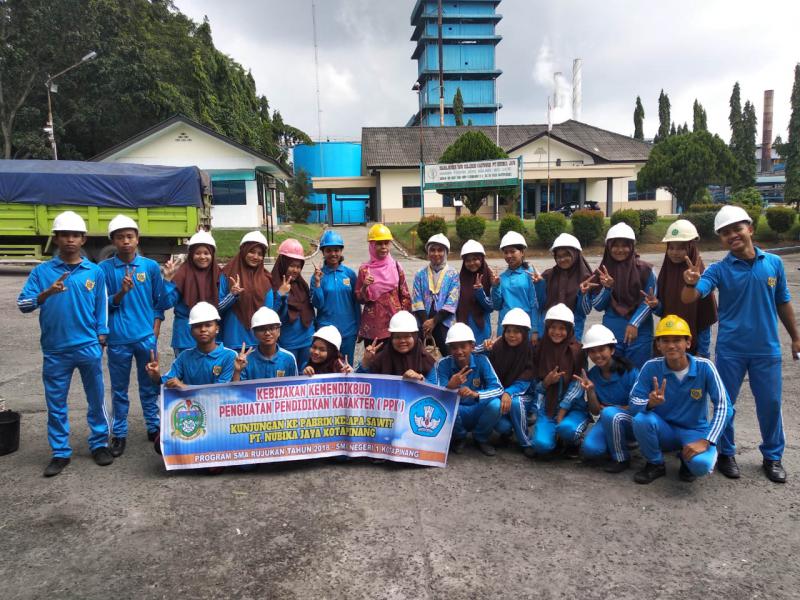 KEBIJAKAN KEMENDIKBUD
PENGUATAN PENDIDIKAN KARAKTER ( PPK )
KUNJUNGAN KE PABRIK KELAPA SAWIT
PT. NUBIKA JAYA KOTAPINANG
PROGRAM SMA RUJUKAN TAHUN 2018 - SMA NEGERI 1 KOTAPINANG